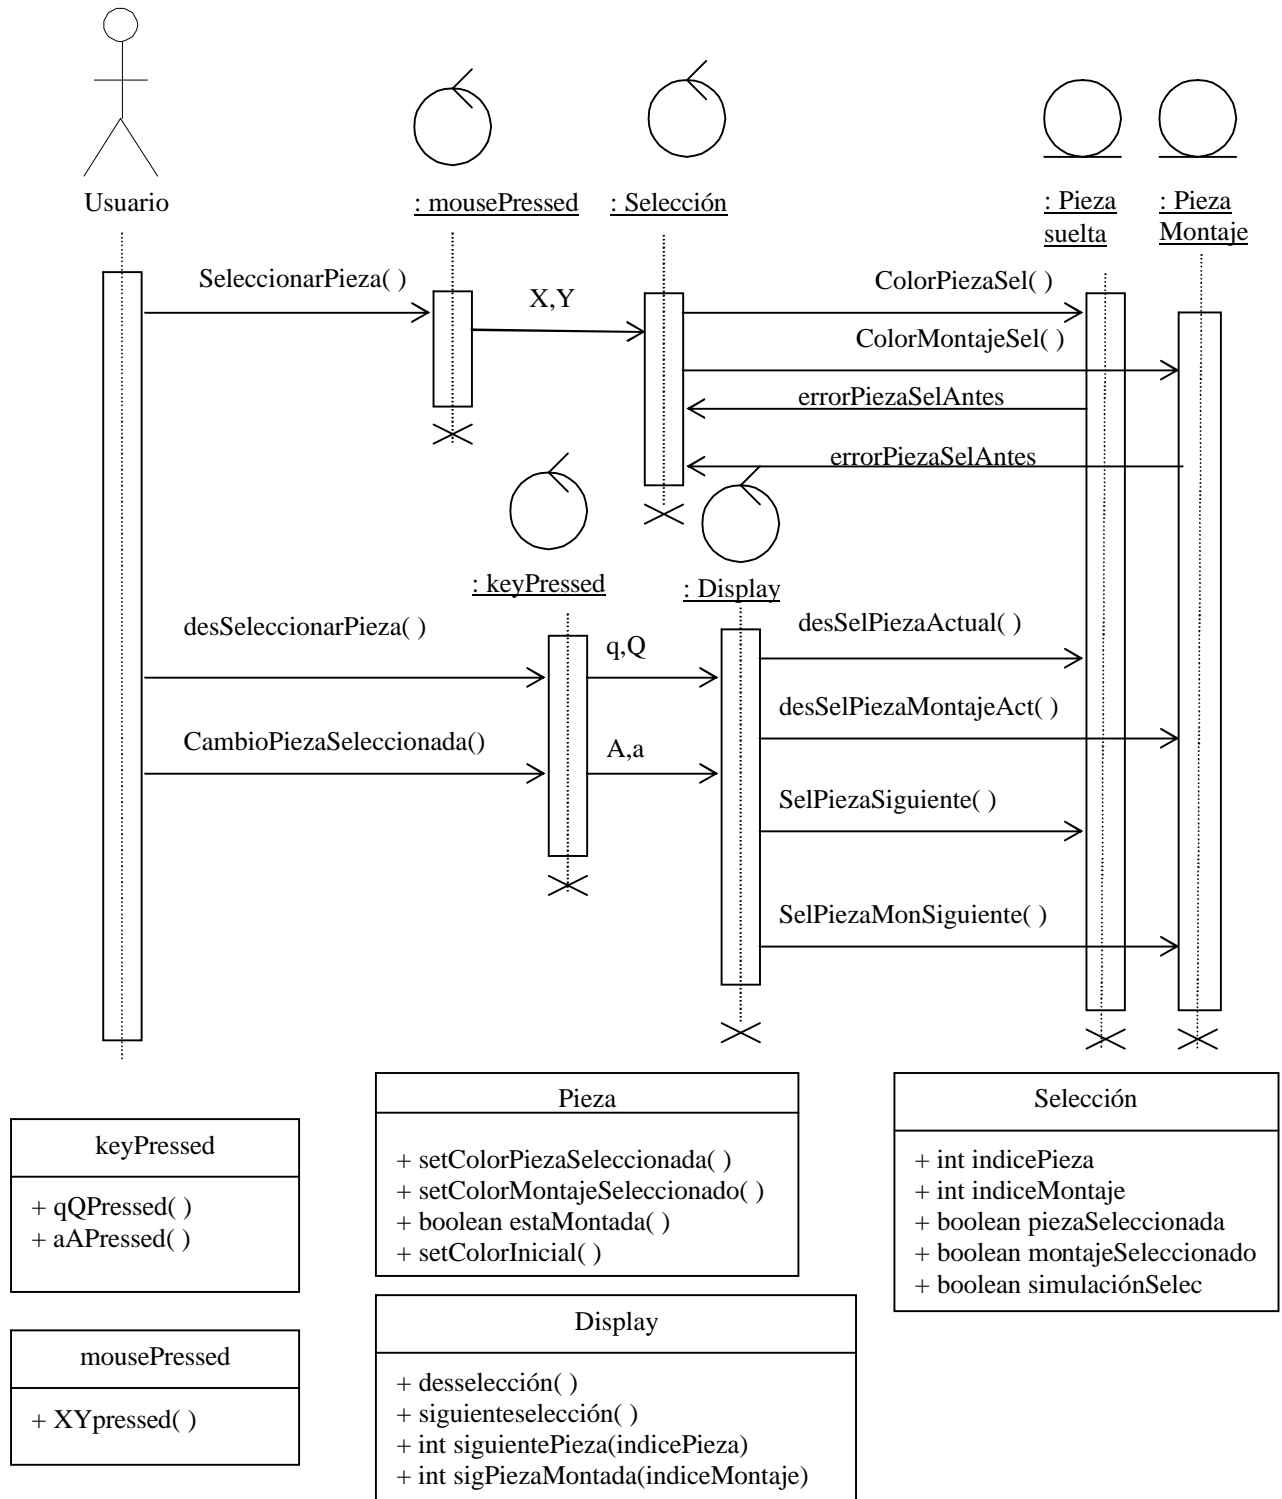 Usuario
: mousePressed
: Selección
: Pieza
suelta
: Pieza
Montaje
SeleccionarPieza( )
X,Y
ColorPiezaSel( )
ColorMontajeSel( )
errorPiezaSelAntes
errorPiezaSelAntes
: keyPressed
: Display
desSeleccionarPieza( )
q,Q
desSelPiezaActual( )
desSelPiezaMontajeAct( )
CambioPiezaSeleccionada()
A,a
SelPiezaSiguiente( )
SelPiezaMonSiguiente( )
keyPressed
+ qQPressed( )
+ aAPressed( )
mousePressed
+ XYpressed( )
Pieza
+ setColorPiezaSeleccionada( )
+ setColorMontajeSeleccionado( )
+ boolean estaMontada( )
+ setColorInicial( )
Display
+ desselección( )
+ siguienteselección( )
+ int siguientePieza(indicePieza)
+ int sigPiezaMontada(indiceMontaje)
Selección
+ int indicePieza
+ int indiceMontaje
+ boolean piezaSeleccionada
+ boolean montajeSeleccionado
+ boolean simulaciónSelec